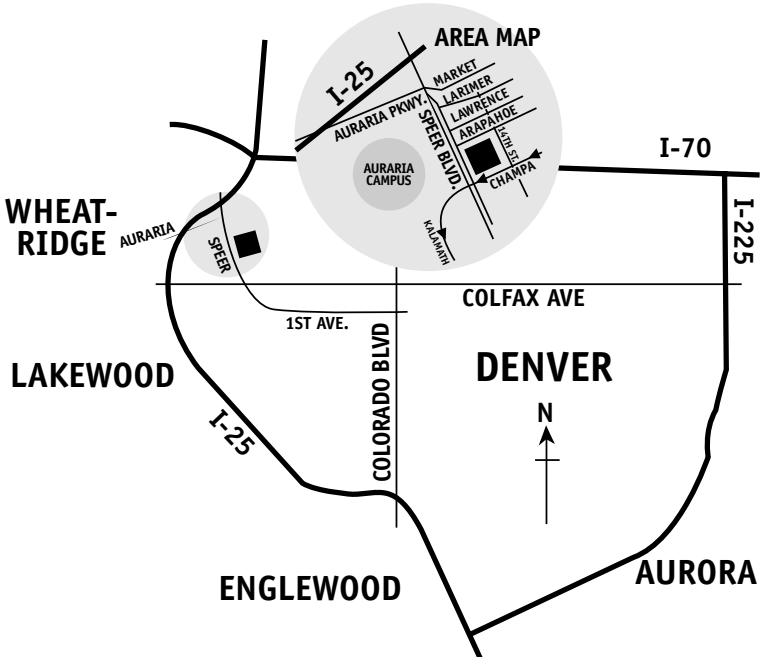 AREA MAP
I-25
MARKET
LARIMER
LAWRENCE
ARAPAHOE
AURARIA PKWY.
SPEER BLVD.
14TH ST.
AURARIA
CAMPUS
CHAMPA
KALAMATH
I-70
I-225
WHEAT-
RIDGE
AURARIA
SPEER
COLFAX AVE
1ST AVE.
COLORADO BLVD
DENVER
LAKEWOOD
I-25
N
ENGLEWOOD
AURORA